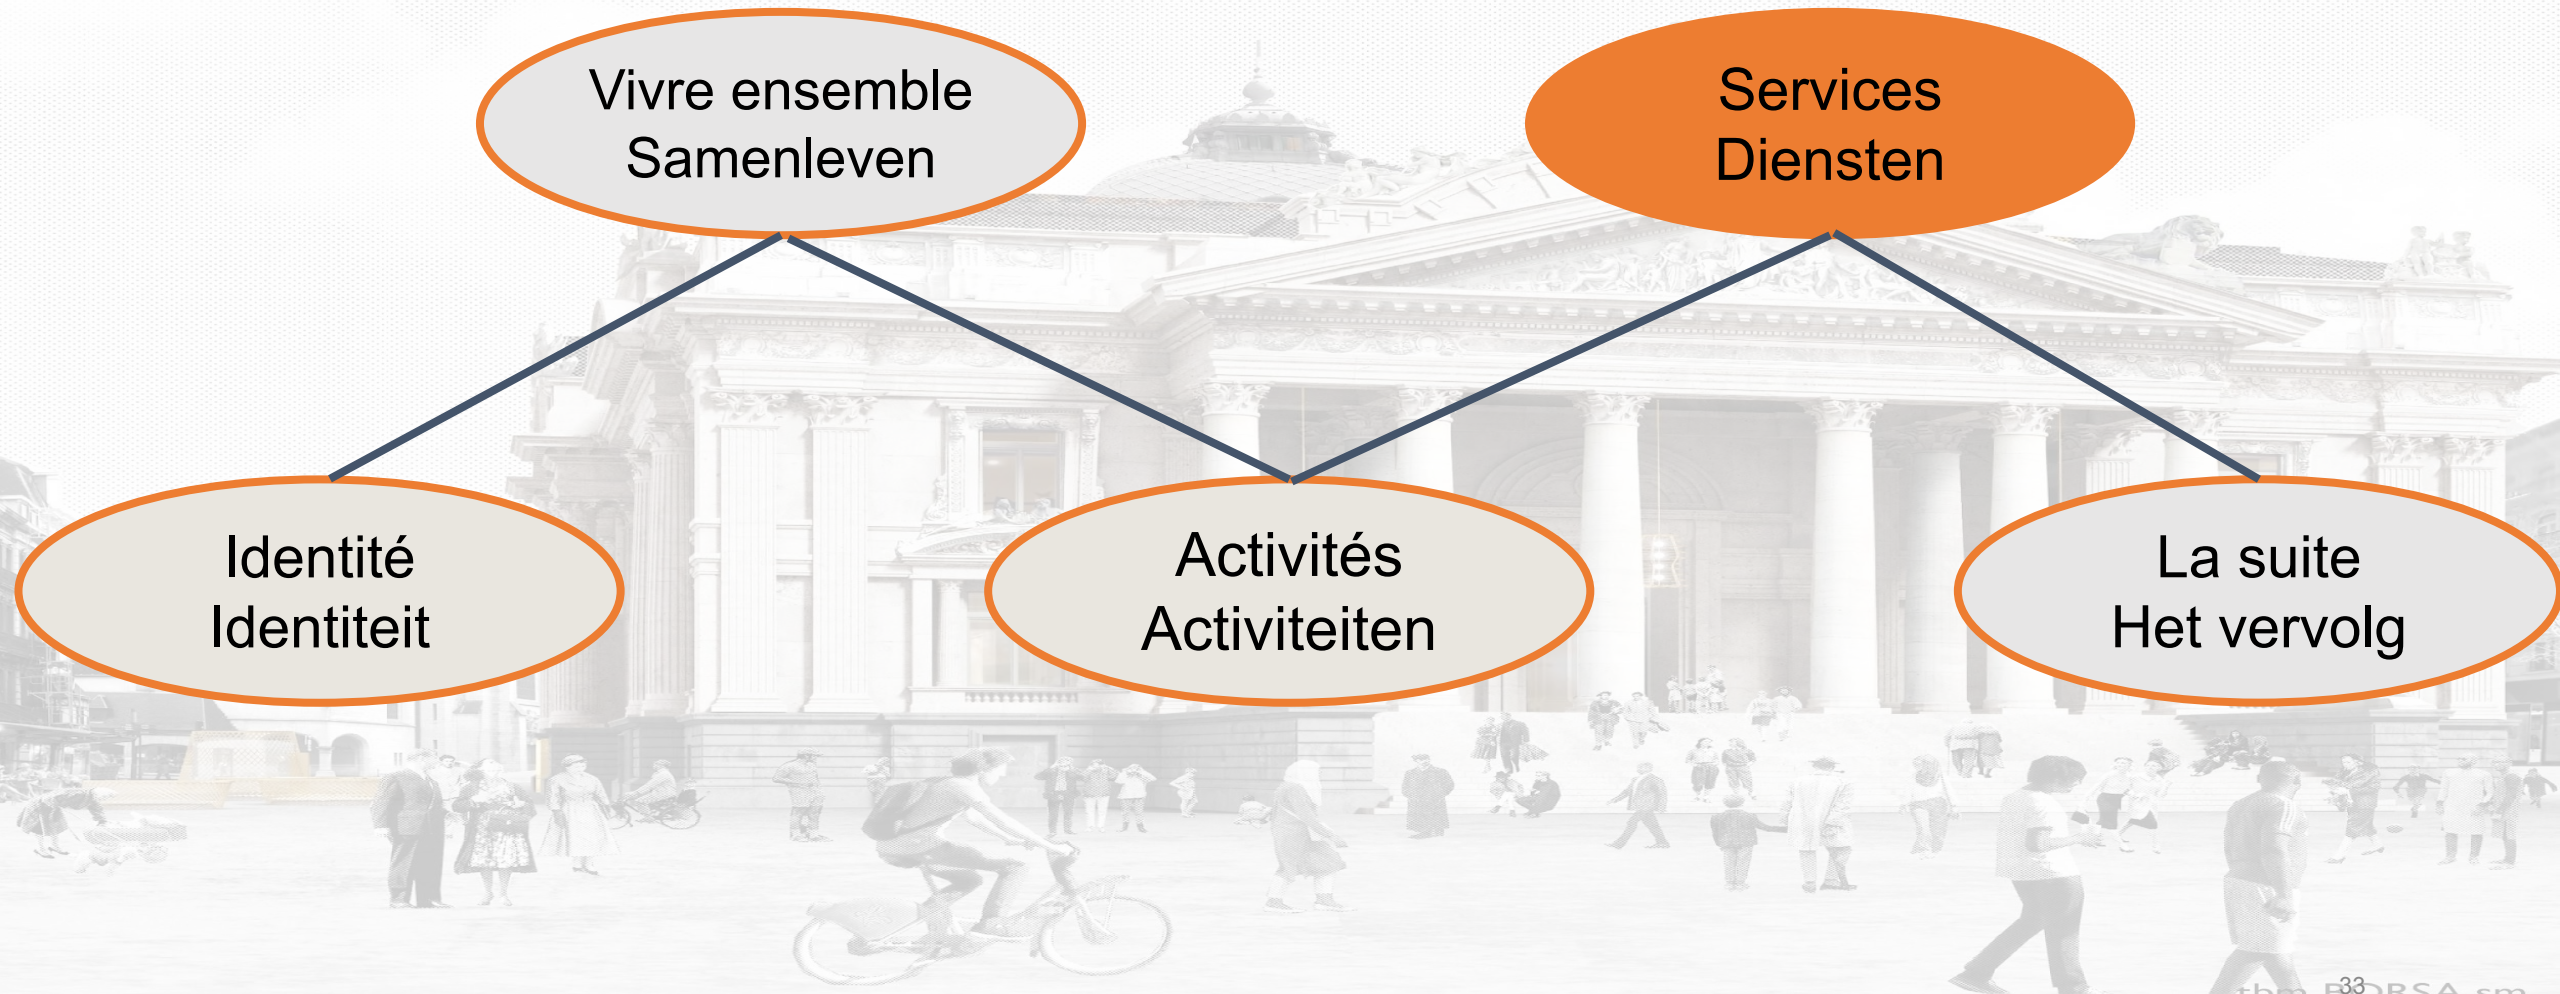 Vivre ensemble
Samenleven
Services
Diensten
Identité
Identiteit
Activités
Activiteiten
La suite
Het vervolg
33